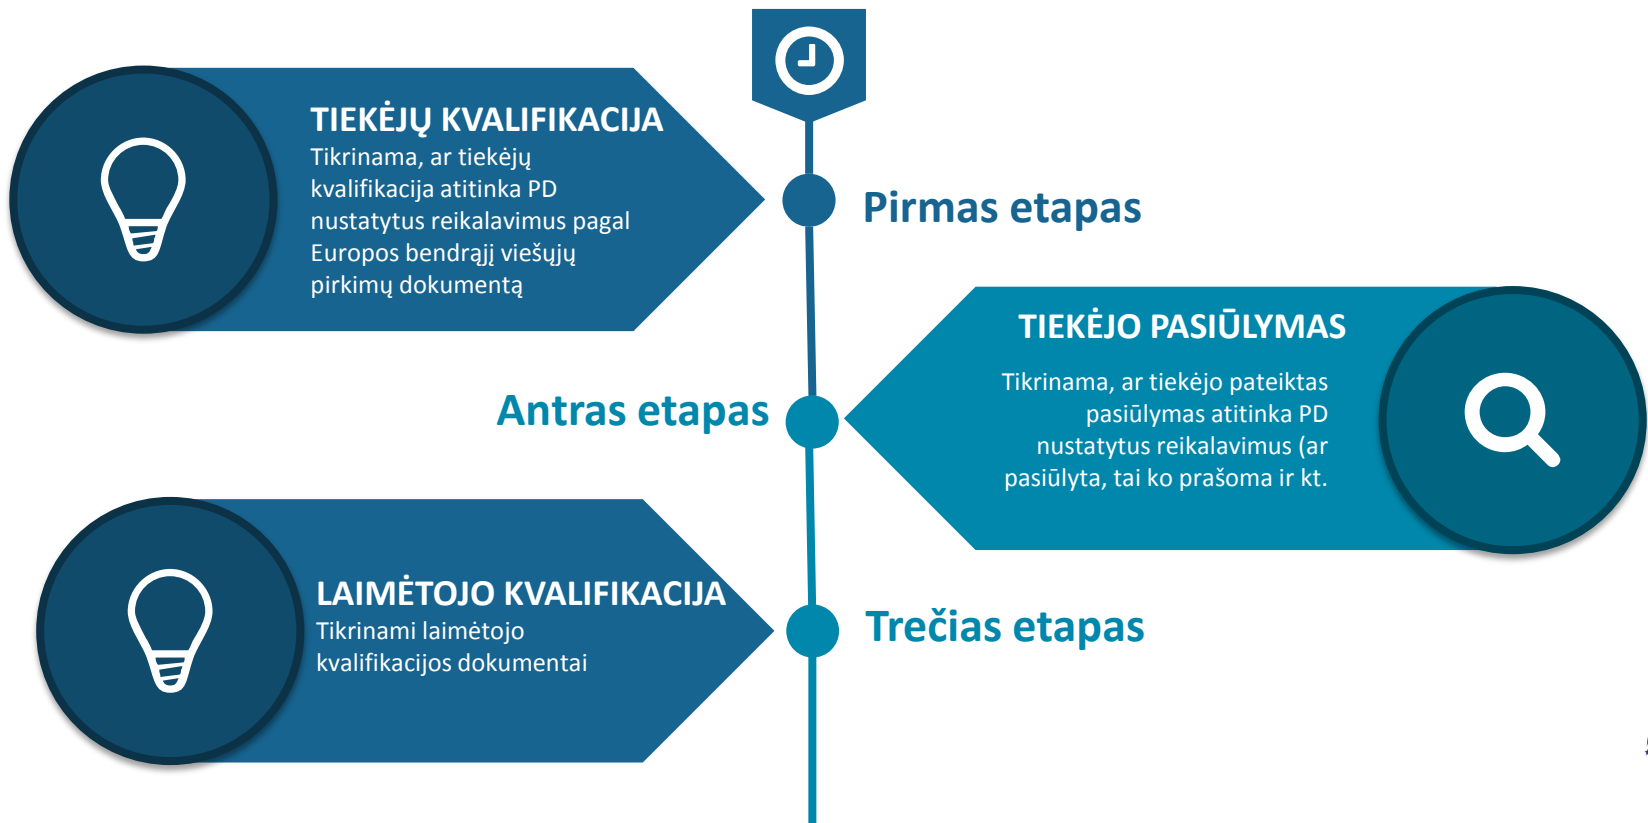 TIEKĖJŲ KVALIFIKACIJA
Tikrinama, ar tiekėjų
kvalifikacija atitinka PD
nustatytus reikalavimus pagal
Europos bendrąjį viešųjų
pirkimų dokumentą
Pirmas etapas
TIEKĖJO PASIŪLYMAS
Tikrinama, ar tiekėjo pateiktas
pasiūlymas atitinka PD
nustatytus reikalavimus (ar
pasiūlyta, tai ko prašoma ir kt.
Antras etapas
LAIMĖTOJO KVALIFIKACIJA
Tikrinami laimėtojo
kvalifikacijos dokumentai
Trečias etapas